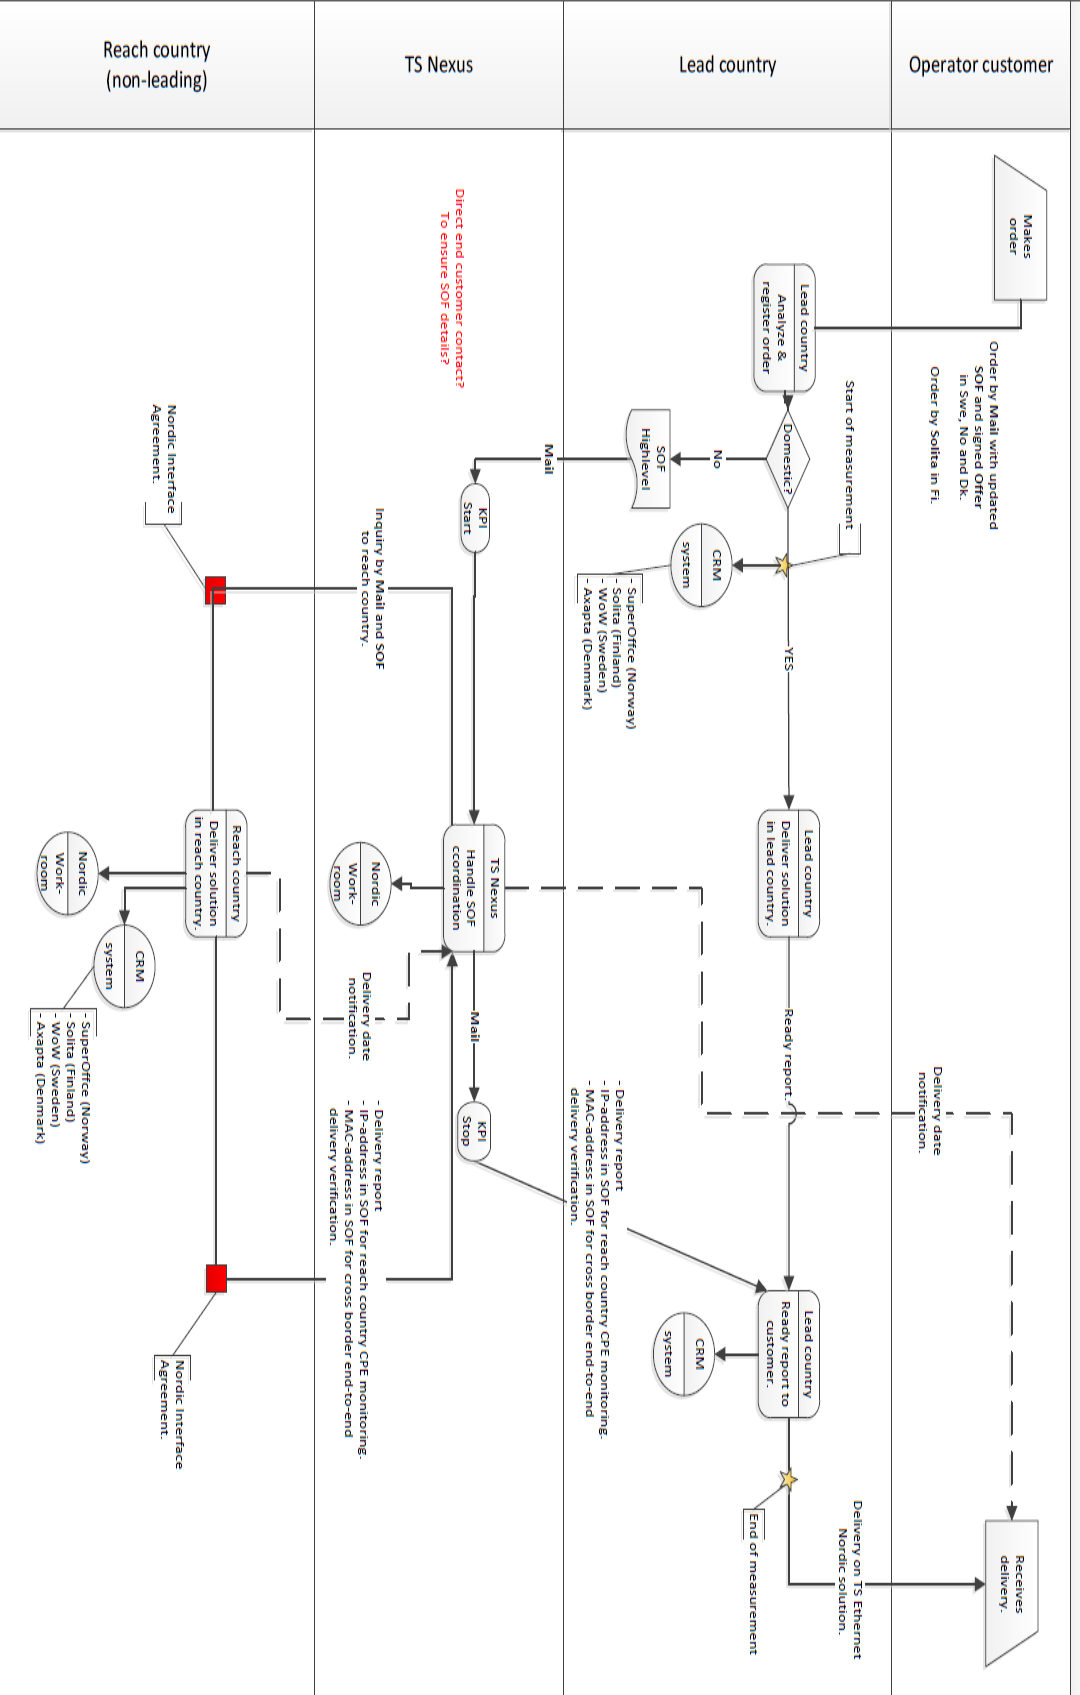 Reach country
(non-leading)
TS Nexus
Lead country
Operator customer
Makes
order
Order by Mail with updated
SOF and signed Offer
in Swe, No and Dk.
Order by Solita in Fi.
Delivery date
notification.
Receives
delivery.
Lead country
Analyze &
register order
Domestic?
Start of measurement
YES
No
SOF
Highlevel
CRM
system
- SuperOffce (Norway)
- Solita (Finland)
- WoW (Sweden)
- Axapta (Denmark)
Lead country
Deliver solution
in lead country.
Ready report.
Lead country
Ready report to
customer.
CRM
system
End of measurement
Delivery on TS Ethernet
Nordic solution.
Mail
- Delivery report
- IP-address in SOF for reach country CPE monitoring.
- MAC-address in SOF for cross border end-to-end
delivery verification.
Direct end customer contact?
To ensure SOF details?
KPI
Start
TS Nexus
Handle SOF
ccordination
Nordic
Work-
room
Mail
KPI
Stop
Inquiry by Mail and SOF
to reach country.
Delivery date
notification.
- Delivery report
- IP-address in SOF for reach country CPE monitoring.
- MAC-address in SOF for cross border end-to-end
delivery verification.
Nordic Interface
Agreement.
Reach country
Deliver solution
in reach country.
Nordic
Work-
room
CRM
system
- SuperOffce (Norway)
- Solita (Finland)
- WoW (Sweden)
- Axapta (Denmark)
Nordic Interface
Agreement.